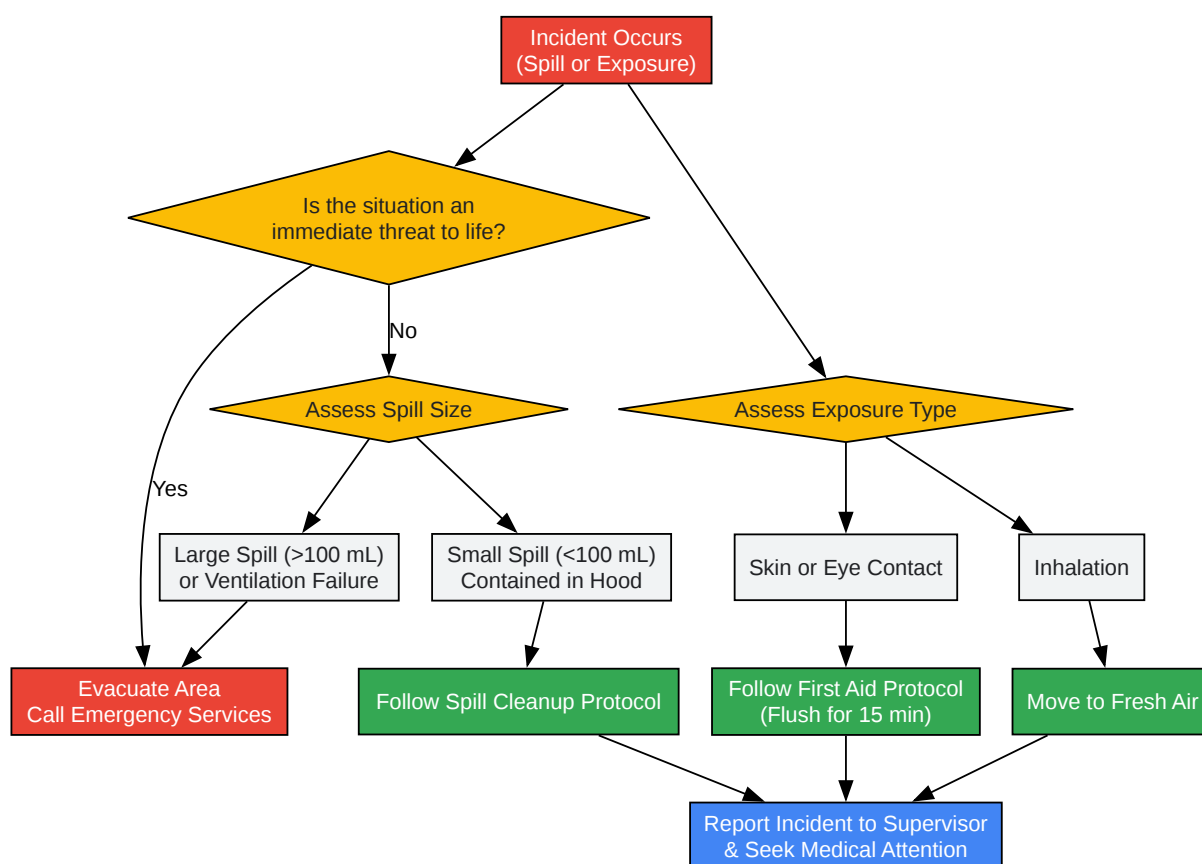 Incident Occurs
(Spill or Exposure)
Is the situation an
immediate threat to life?
No
Assess Spill Size
Assess Exposure Type
Yes
Large Spill (>100 mL)
or Ventilation Failure
Small Spill (<100 mL)
Contained in Hood
Skin or Eye Contact
Inhalation
Evacuate Area
Call Emergency Services
Follow Spill Cleanup Protocol
Follow First Aid Protocol
(Flush for 15 min)
Move to Fresh Air
Report Incident to Supervisor
& Seek Medical Attention